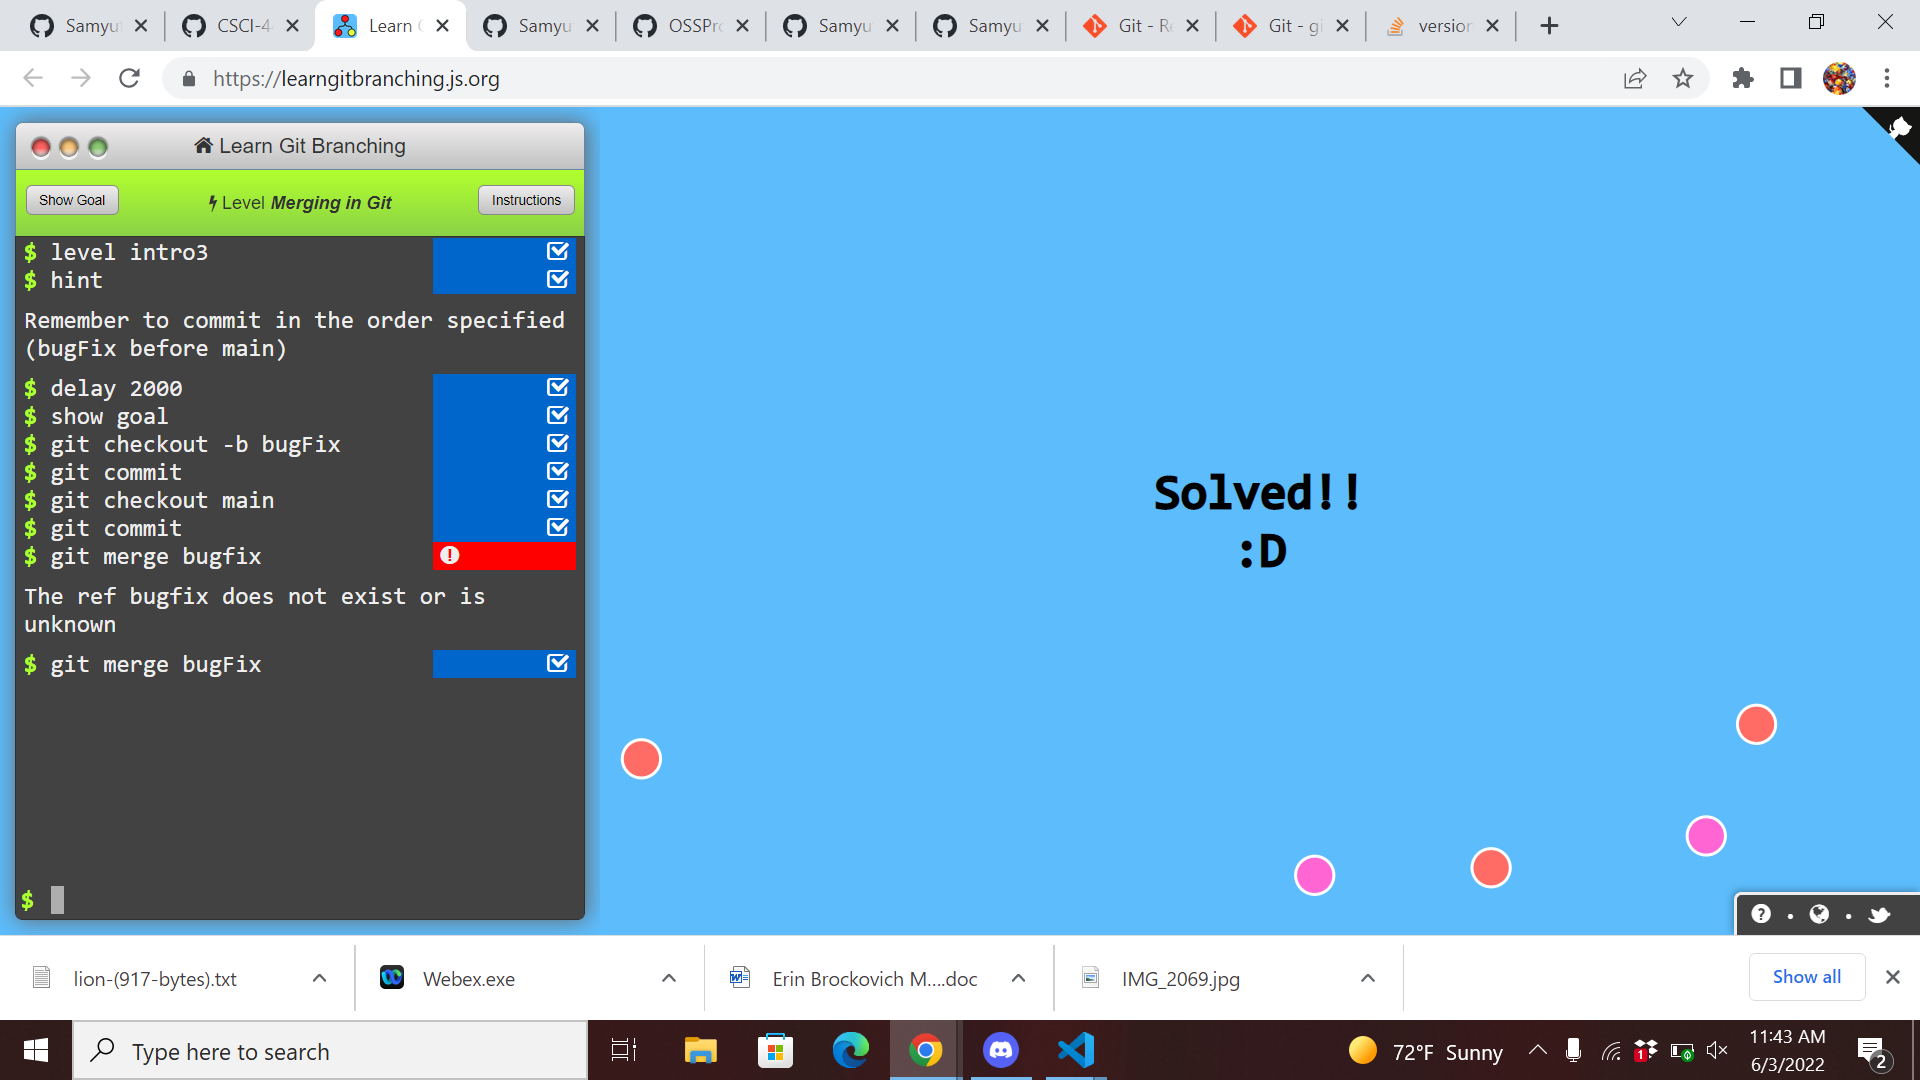 Samyu
CSCI-4
Learn G
Samyu
OSSPro
Samyu
Samyu
Git - Re
Git - gi
version
https://learngitbranching.js.org
Learn Git Branching
Show Goal
Level Merging in Git
Instructions
$ level intro3
$ hint
Remember to commit in the order specified
(bugFix before main)
$ delay 2000
$ show goal
$ git checkout -b bugFix
$ git commit
$ git checkout main
$ git commit
$ git merge bugfix
The ref bugfix does not exist or is
unknown
$ git merge bugFix
$
Solved!!
:D
lion-(917-bytes).txt
Webex.exe
Erin Brockovich M....doc
IMG_2069.jpg
Show all
Type here to search
72°F Sunny
1
11:43 AM
6/3/2022
2